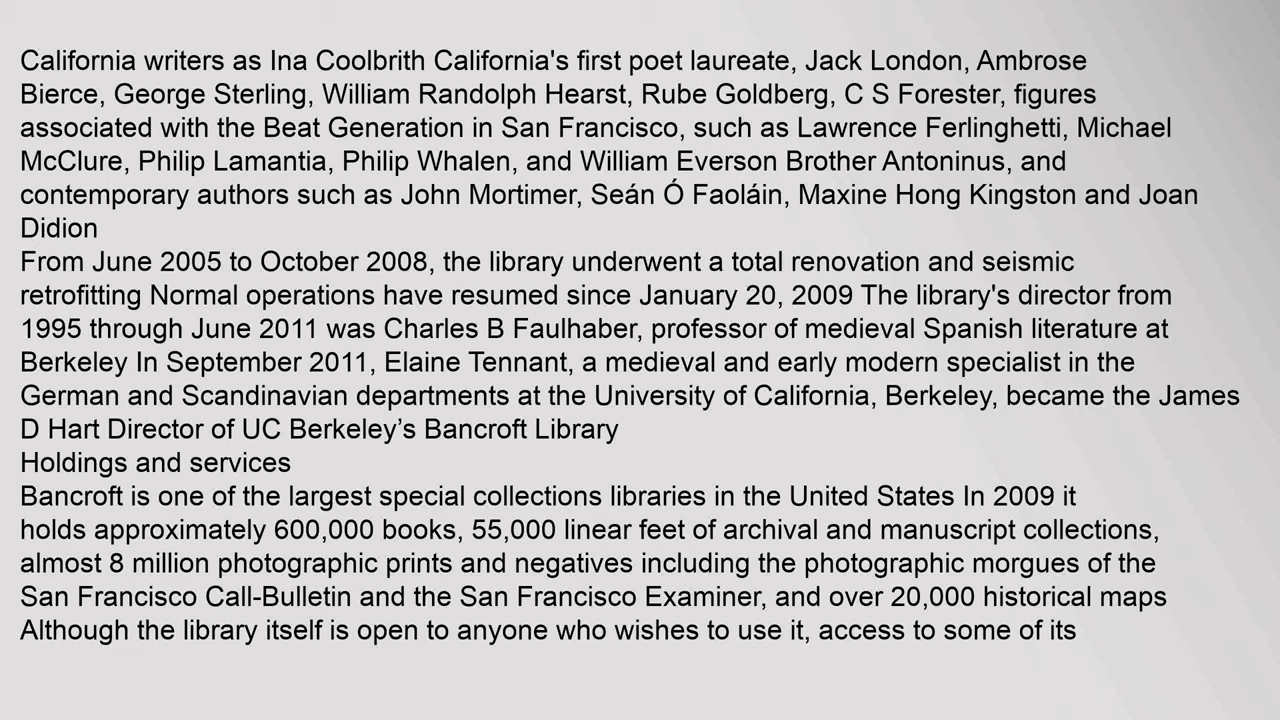 California writers as Ina Coolbrith California's first poet laureate, Jack London, Ambrose
Bierce, George Sterling, William Randolph Hearst, Rube Goldberg, C S Forester, figures
associated with the Beat Generation in San Francisco, such as Lawrence Ferlinghetti, Michael
McClure, Philip Lamantia, Philip Whalen, and William Everson Brother Antoninus, and
contemporary authors such as John Mortimer, Seán Ó Faoláin, Maxine Hong Kingston and Joan
Didion
From June 2005 to October 2008, the library underwent a total renovation and seismic
retrofitting Normal operations have resumed since January 20, 2009 The library's director from
1995 through June 2011 was Charles B Faulhaber, professor of medieval Spanish literature at
Berkeley In September 2011, Elaine Tennant, a medieval and early modern specialist in the
German and Scandinavian departments at the University of California, Berkeley, became the James
D Hart Director of UC Berkeley’s Bancroft Library
Holdings and services
Bancroft is one of the largest special collections libraries in the United States In 2009 it
holds approximately 600,000 books, 55,000 linear feet of archival and manuscript collections,
almost 8 million photographic prints and negatives including the photographic morgues of the
San Francisco Call-Bulletin and the San Francisco Examiner, and over 20,000 historical maps
Although the library itself is open to anyone who wishes to use it, access to some of its